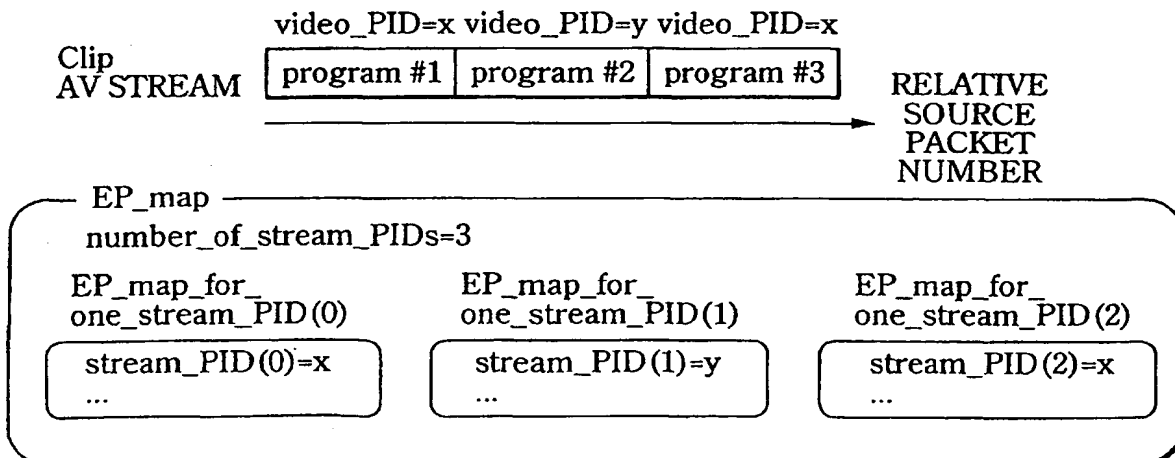 video_PID=x video_PID=y video_PID=x
Clip
AV STREAM
program #1 program #2 program #3
RELATIVE
SOURCE
PACKET
NUMBER
EP_map
number_of_stream_PIDs=3
EP_map_for_
one_stream_PID(0)
stream_PID(0)=x
...
EP_map_for_
one_stream_PID(1)
stream_PID(1)=y
...
EP_map_for_
one_stream_PID(2)
stream_PID(2)=x
...